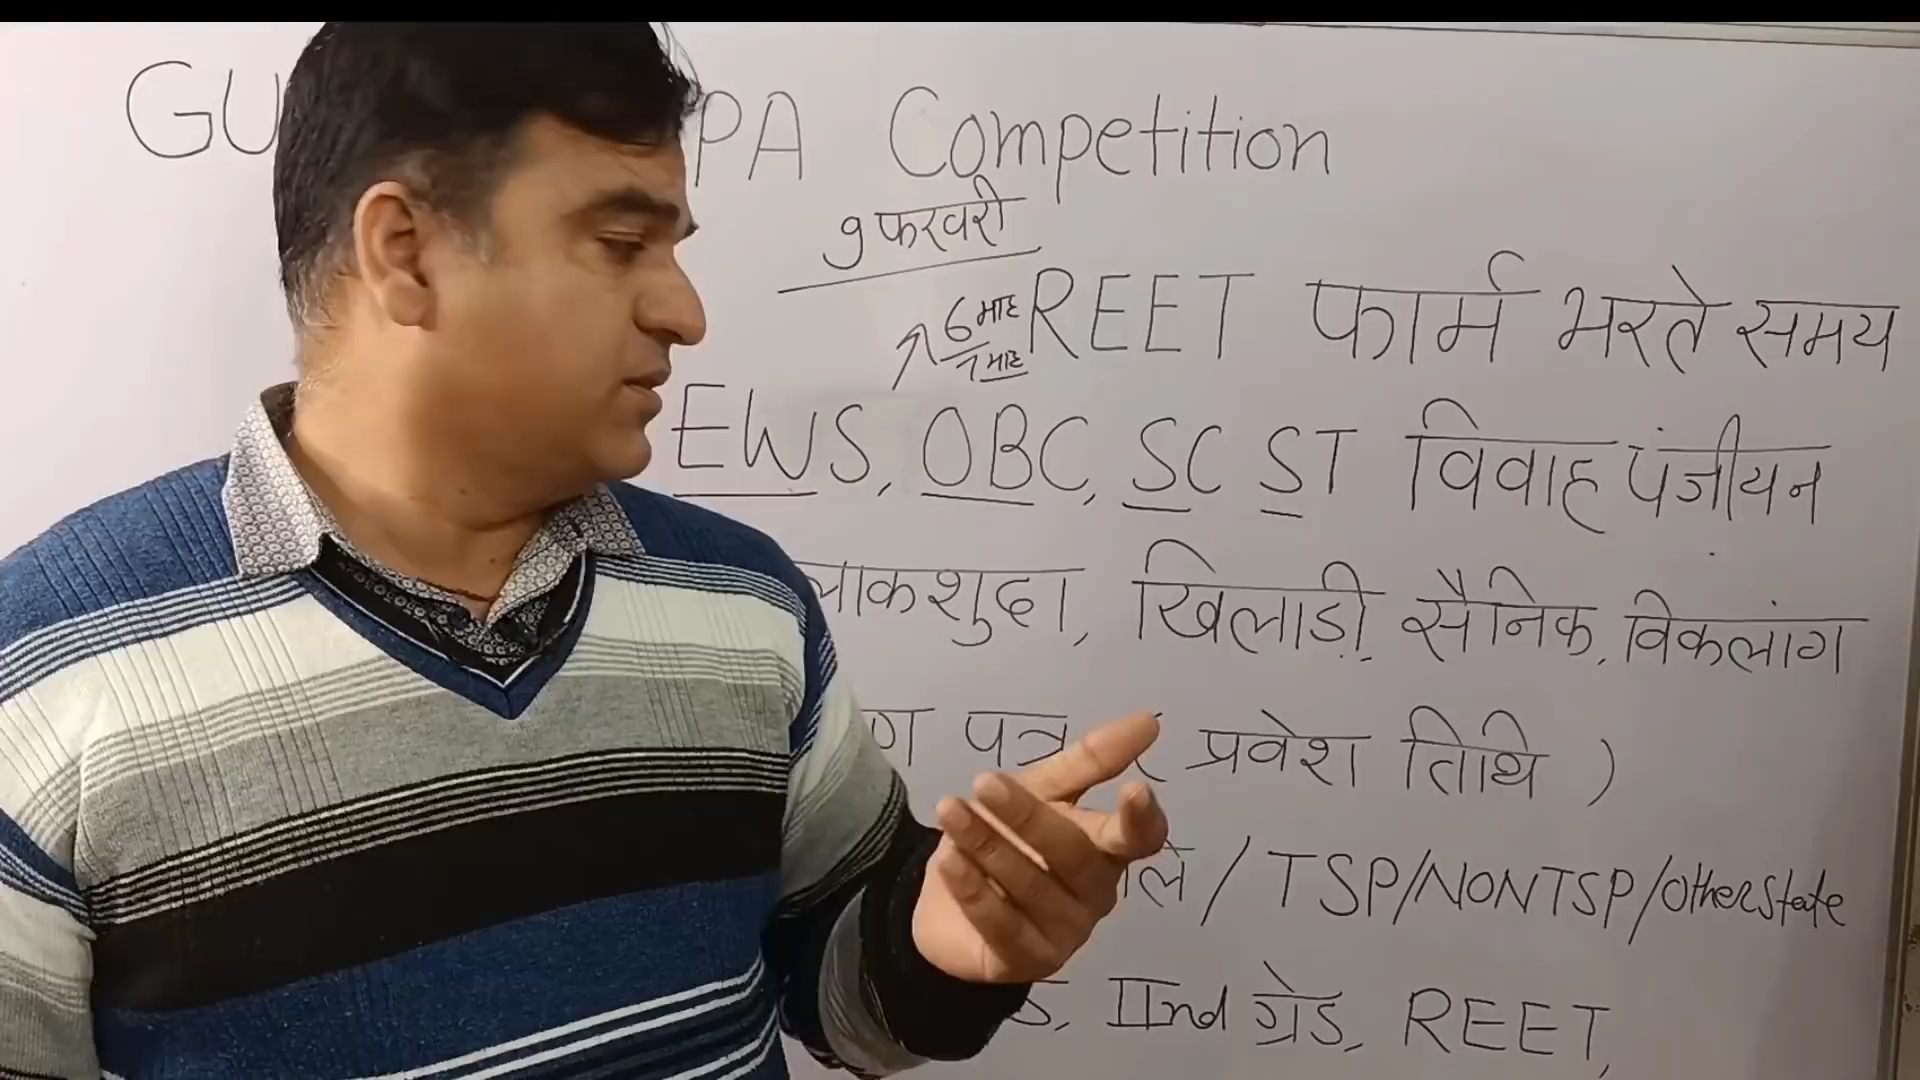 GU PA Competition
9 फरवरी
6 माह REET फार्म भरते समय
7 माह
EWS, OBC, SC ST विवाह पंजीयन
लाकशुदा, खिलाड़ी, सैनिक, विकलांग
ण पत्र ( प्रवेश तिथि )
/ TSP/NONTSP/Other State
IInd ग्रेड, REET,